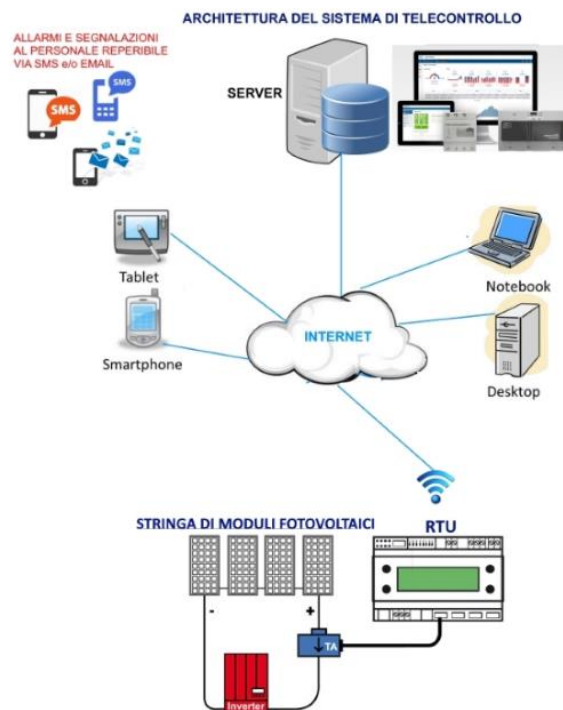 ARCHITETTURA DEL SISTEMA DI TELECONTROLLO
ALLARMI E SEGNALAZIONI
AL PERSONALE REPERIBILE
VIA SMS e/o EMAIL
SMS
SMS
SERVER
Tablet
Notebook
INTERNET
Smartphone
Desktop
STRINGA DI MODULI FOTOVOLTAICI
RTU
-
+
TA
Inverter